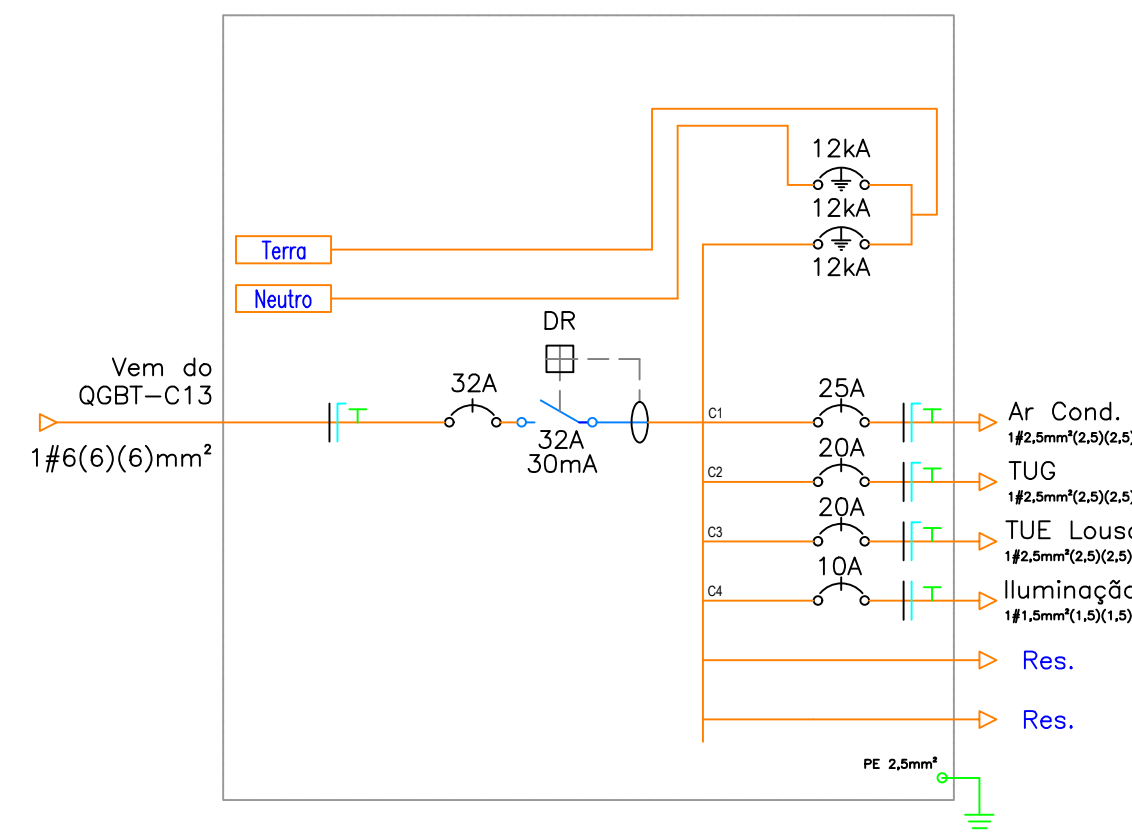 12kA
12kA
12kA
Terra
Neutro
DR
Vem do
QGBT-C13
1#6(6)(6)mm²
32A
32A
30mA
C1
25A
Ar Cond.
1#2,5mm²(2,5)(2,5)
C2
20A
TUG
1#2,5mm²(2,5)(2,5)
C3
20A
TUE
1#2,5mm²(2,5)(2,5)
C4
10A
Iluminação
1#1,5mm²(1,5)(1,5)
Res.
Res.
PE 2,5mm²